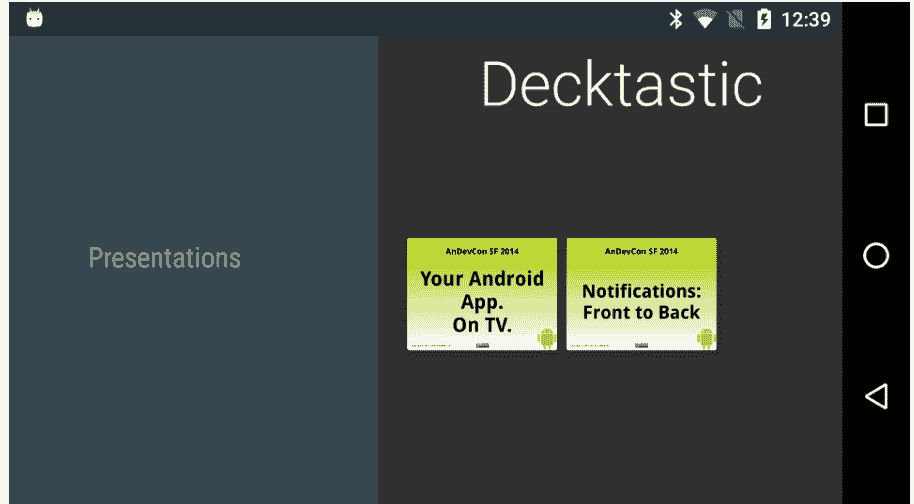 12:39
Decktastic
Presentations
AnDevCon SF 2014
Your Android
App.
On TV.
AnDevCon SF 2014
Notifications:
Front to Back